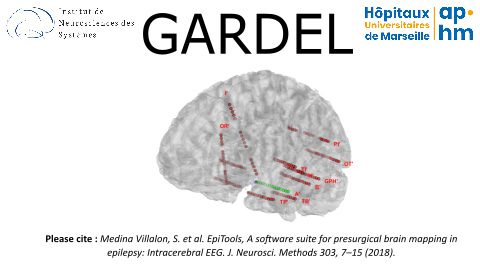 Institut de
Neurosciences des
Systèmes
GARDEL
Hôpitaux
Universitaires
de Marseille
ap•
hm
OR'
PI'
OT'
GPH'
B'
A'
TP'
TB'
Please cite : Medina Villalon, S. et al. EpiTools, A software suite for presurgical brain mapping in
epilepsy: Intracerebral EEG. J. Neurosci. Methods 303, 7–15 (2018).